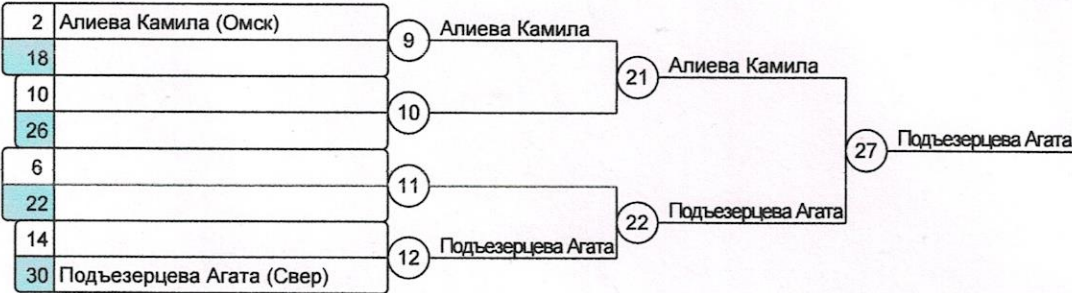 2 Алиева Камила (Омск)
9 Алиева Камила
18
21 Алиева Камила
10
10
26
27 Подъезерцева Агата
6
11
22
22 Подъезерцева Агата
14
12 Подъезерцева Агата
30 Подъезерцева Агата (Свер)